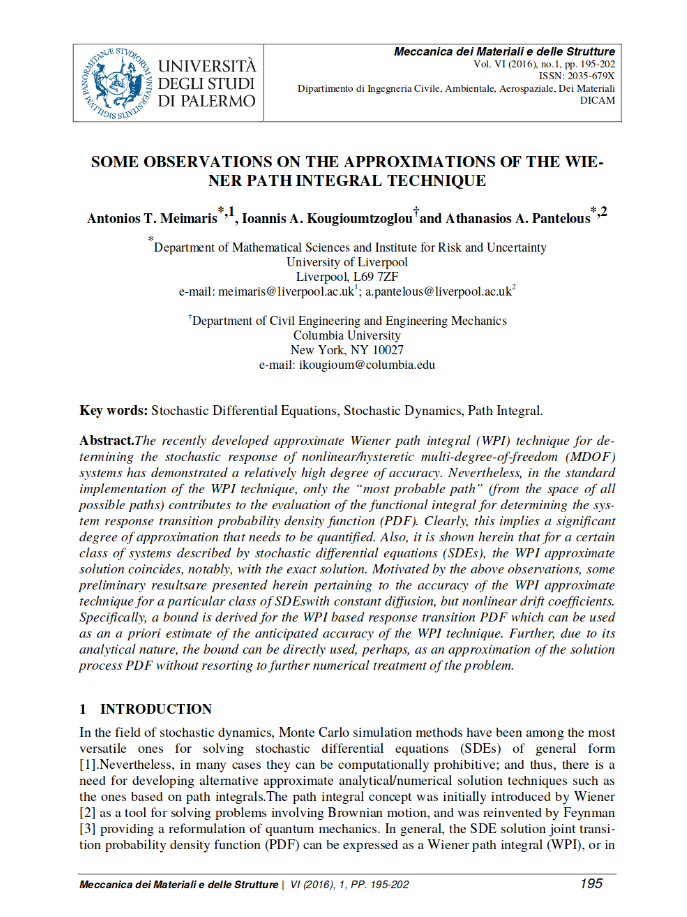 UNIVERSITÀ
DEGLI STUDI
DI PALERMO
Meccanica dei Materiali e delle Strutture
Vol. VI (2016), no.1, pp. 195-202
ISSN: 2035-679X
Dipartimento di Ingegneria Civile, Ambientale, Aerospaziale, Dei Materiali
DICAM
SOME OBSERVATIONS ON THE APPROXIMATIONS OF THE WIE-
NER PATH INTEGRAL TECHNIQUE
Antonios T. Meimaris*,1, Ioannis A. Kougioumtzoglou†and Athanasios A. Pantelous*,2
*Department of Mathematical Sciences and Institute for Risk and Uncertainty
University of Liverpool
Liverpool, L69 7ZF
e-mail: meimaris@liverpool.ac.uk1; a.pantelous@liverpool.ac.uk2
†Department of Civil Engineering and Engineering Mechanics
Columbia University
New York, NY 10027
e-mail: ikougioum@columbia.edu
Key words: Stochastic Differential Equations, Stochastic Dynamics, Path Integral.
Abstract.The recently developed approximate Wiener path integral (WPI) technique for de-
termining the stochastic response of nonlinear/hysteretic multi-degree-of-freedom (MDOF)
systems has demonstrated a relatively high degree of accuracy. Nevertheless, in the standard
implementation of the WPI technique, only the “most probable path” (from the space of all
possible paths) contributes to the evaluation of the functional integral for determining the sys-
tem response transition probability density function (PDF). Clearly, this implies a significant
degree of approximation that needs to be quantified. Also, it is shown herein that for a certain
class of systems described by stochastic differential equations (SDEs), the WPI approximate
solution coincides, notably, with the exact solution. Motivated by the above observations, some
preliminary resultsare presented herein pertaining to the accuracy of the WPI approximate
technique for a particular class of SDEswith constant diffusion, but nonlinear drift coefficients.
Specifically, a bound is derived for the WPI based response transition PDF which can be used
as an a priori estimate of the anticipated accuracy of the WPI technique. Further, due to its
analytical nature, the bound can be directly used, perhaps, as an approximation of the solution
process PDF without resorting to further numerical treatment of the problem.
1 INTRODUCTION
In the field of stochastic dynamics, Monte Carlo simulation methods have been among the most
versatile ones for solving stochastic differential equations (SDEs) of general form
[1].Nevertheless, in many cases they can be computationally prohibitive; and thus, there is a
need for developing alternative approximate analytical/numerical solution techniques such as
the ones based on path integrals.The path integral concept was initially introduced by Wiener
[2] as a tool for solving problems involving Brownian motion, and was reinvented by Feynman
[3] providing a reformulation of quantum mechanics. In general, the SDE solution joint transi-
tion probability density function (PDF) can be expressed as a Wiener path integral (WPI), or in
Meccanica dei Materiali e delle Strutture | VI (2016), 1, PP. 195-202
195